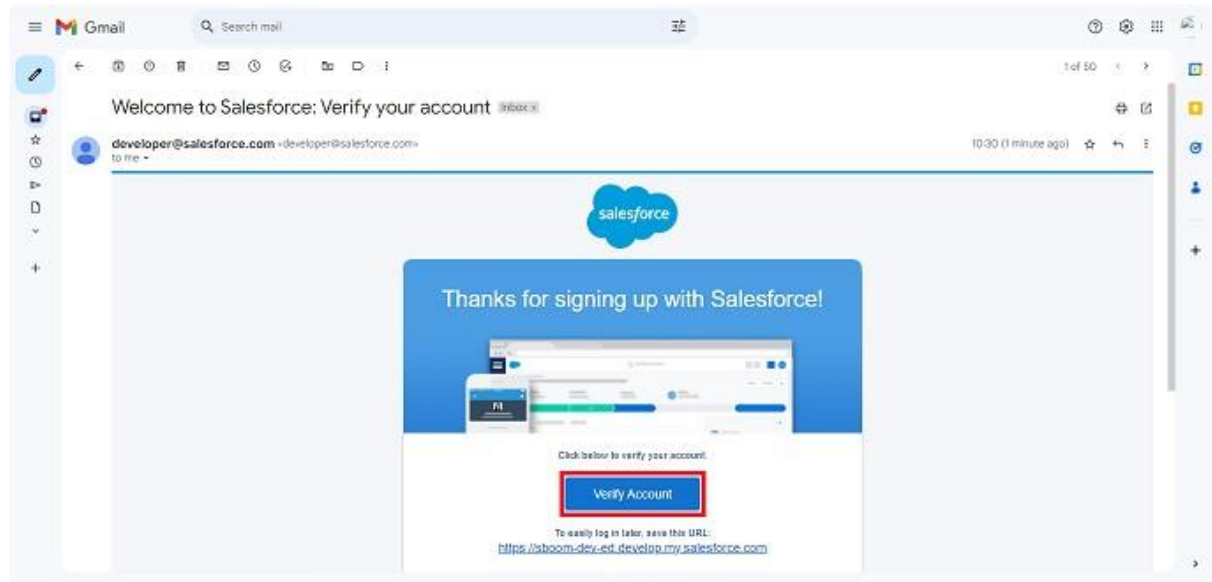 Gmail
Search mail
1 of 50
Welcome to Salesforce: Verify your account Inbox x
developer@salesforce.com <developer@salesforce.com>
10:30 (1 minute ago)
to me
salesforce
Thanks for signing up with Salesforce!
Click below to verify your account.
Verify Account
To easily log in later, save this URL:
https://sboom-dev-ed.develop.my.salesforce.com